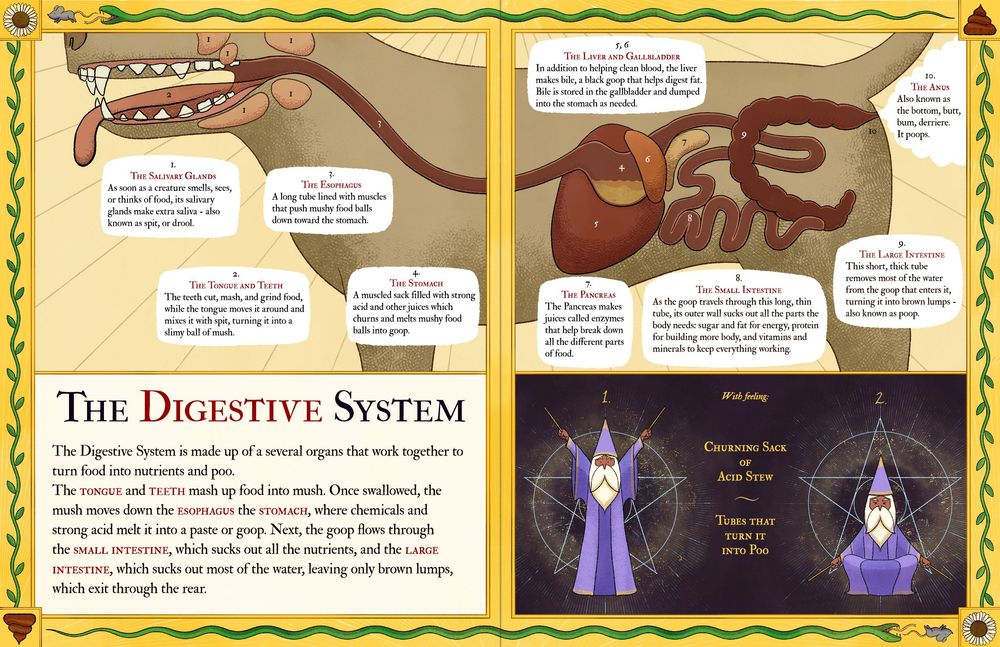 1
1
1
1
1
2
3
1.
The Salivary Glands
As soon as a creature smells, sees,
or thinks of food, its salivary
glands make extra saliva - also
known as spit, or drool.
3.
The Esophagus
A long tube lined with muscles
that push mushy food balls
down toward the stomach.
2.
The Tongue and Teeth
The teeth cut, mash, and grind food,
while the tongue moves it around and
mixes it with spit, turning it into a
slimy ball of mush.
4.
The Stomach
A muscled sack filled with strong
acid and other juices which
churns and melts mushy food
balls into goop.
5, 6
The Liver and Gallbladder
In addition to helping clean blood, the liver
makes bile, a black goop that helps digest fat.
Bile is stored in the gallbladder and dumped
into the stomach as needed.
10.
The Anus
Also known as
the bottom, butt,
bum, derriere.
It poops.
4
6
7
9
10
5
8
7.
The Pancreas
The Pancreas makes
juices called enzymes
that help break down
all the different parts
of food.
8.
The Small Intestine
As the goop travels through this long, thin
tube, its outer wall sucks out all the parts the
body needs: sugar and fat for energy, protein
for building more body, and vitamins and
minerals to keep everything working.
9.
The Large Intestine
This short, thick tube
removes most of the water
from the goop that enters it,
turning it into brown lumps -
also known as poop.
The Digestive System
The Digestive System is made up of a several organs that work together to
turn food into nutrients and poo.
The tongue and teeth mash up food into mush. Once swallowed, the
mush moves down the esophagus the stomach, where chemicals and
strong acid melt it into a paste or goop. Next, the goop flows through
the small intestine, which sucks out all the nutrients, and the large
intestine, which sucks out most of the water, leaving only brown lumps,
which exit through the rear.
1.
With feeling:
2.
Churning Sack
of
Acid Stew
~
Tubes that
turn it
into Poo